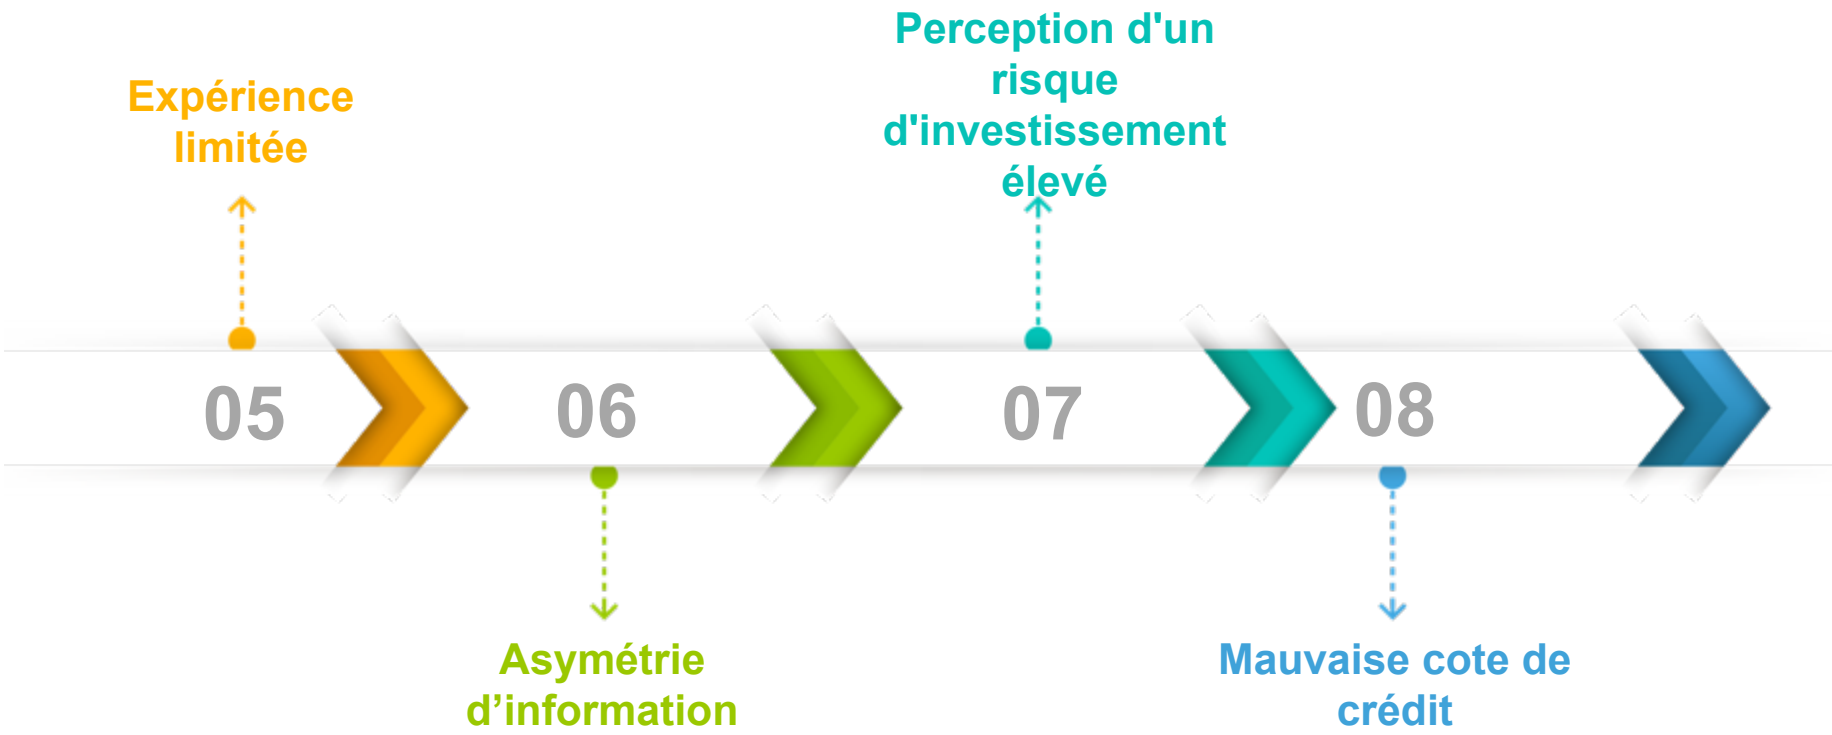 Perception d'un
risque
d'investissement
élevé
Expérience
limitée
05
06
07
08
Asymétrie
d’information
Mauvaise cote de
crédit